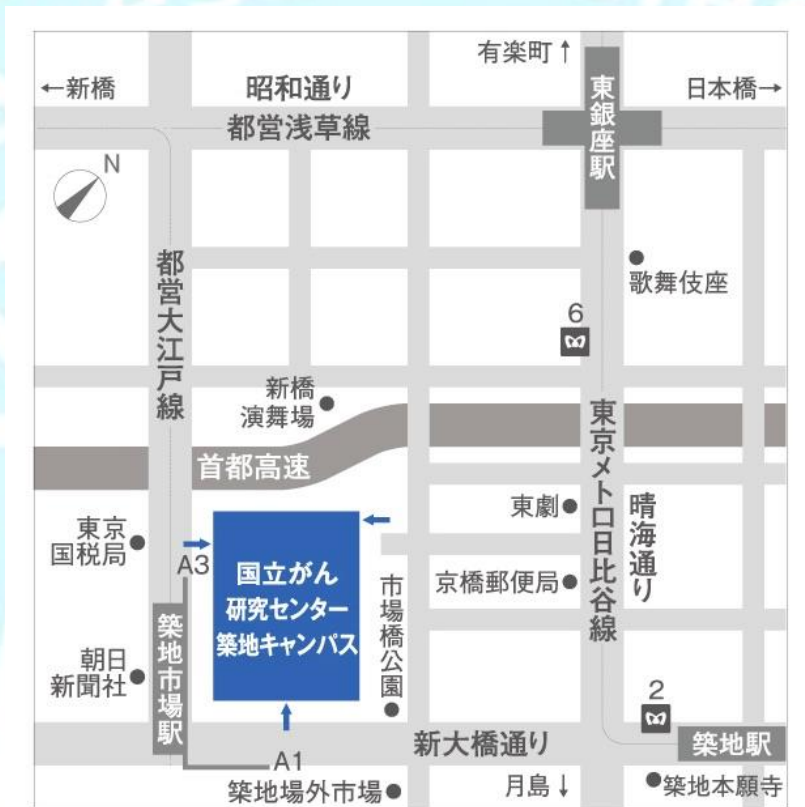 有楽町↑
←新橋
昭和通り
日本橋→
都営浅草線
東銀座駅
N
都営大江戸線
歌舞伎座
6
新橋
演舞場
東京メトロ日比谷線
首都高速
東劇
晴海通り
東京
国税局
A3
国立がん
研究センター
築地キャンパス
京橋郵便局
市場橋公園
築地市場駅
朝日
新聞社
2
新大橋通り
築地駅
A1
築地場外市場
月島↓
築地本願寺